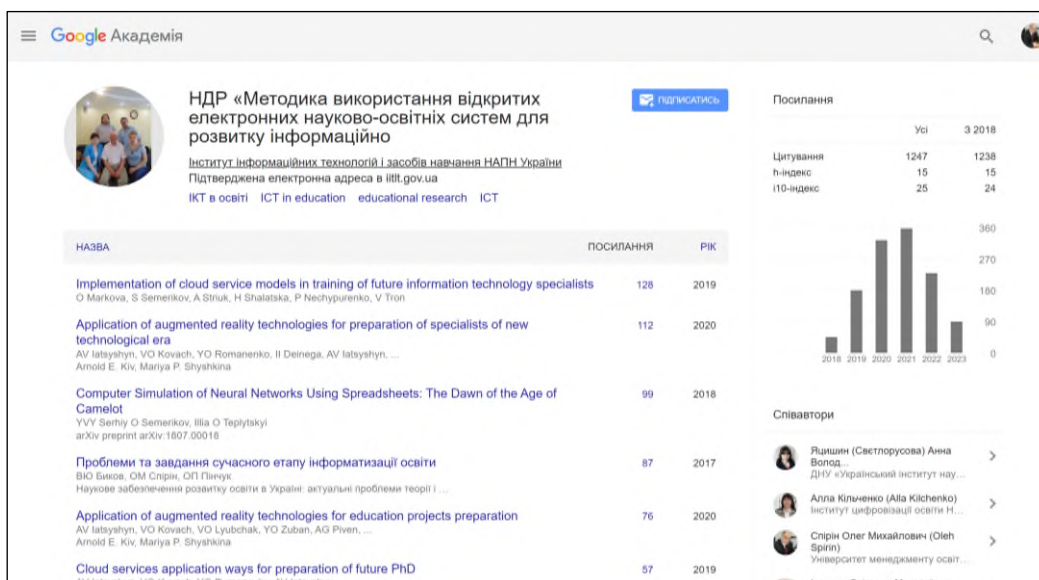 Google Академія
НДР «Методика використання відкритих
електронних науково-освітніх систем для
розвитку інформаційно
Інститут інформаційних технологій і засобів навчання НАПН України
Підтверджена електронна адреса в iitlt.gov.ua
ІКТ в освіті ICT in education educational research ICT
ПІДПИСАТИСЬ
НАЗВА ПОСИЛАННЯ РІК
Implementation of cloud service models in training of future information technology specialists 128 2019
O Markova, S Semerikov, A Striuk, H Shalatska, P Nechypurenko, V Tron
Application of augmented reality technologies for preparation of specialists of new 112 2020
technological era
AV Iatsyshyn, VO Kovach, YO Romanenko, II Deinega, AV Iatsyshyn, ...
Arnold E. Kiv, Mariya P. Shyshkina
Computer Simulation of Neural Networks Using Spreadsheets: The Dawn of the Age of 99 2018
Camelot
YVY Serhiy O Semerikov, Illia O Teplytskyi
arXiv preprint arXiv:1807.00018
Проблеми та завдання сучасного етапу інформатизації освіти 87 2017
ВЮ Биков, ОМ Спірін, ОП Пінчук
Наукове забезпечення розвитку освіти в Україні: актуальні проблеми теорії і ...
Application of augmented reality technologies for education projects preparation 76 2020
AV Iatsyshyn, VO Kovach, VO Lyubchak, YO Zuban, AG Piven, ...
Arnold E. Kiv, Mariya P. Shyshkina
Cloud services application ways for preparation of future PhD 57 2019
Посилання
Усі З 2018
Цитування 1247 1238
h-індекс 15 15
i10-індекс 25 24
360
270
180
90
0
2018 2019 2020 2021 2022 2023
Співавтори
Яцишин (Свєтлорусова) Анна
Волод...
ДНУ «Український інститут нау...
Алла Кільченко (Alla Kilchenko)
Інститут цифровізації освіти Н...
Спірін Олег Михайлович (Oleh
Spirin)
Університет менеджменту освіт...